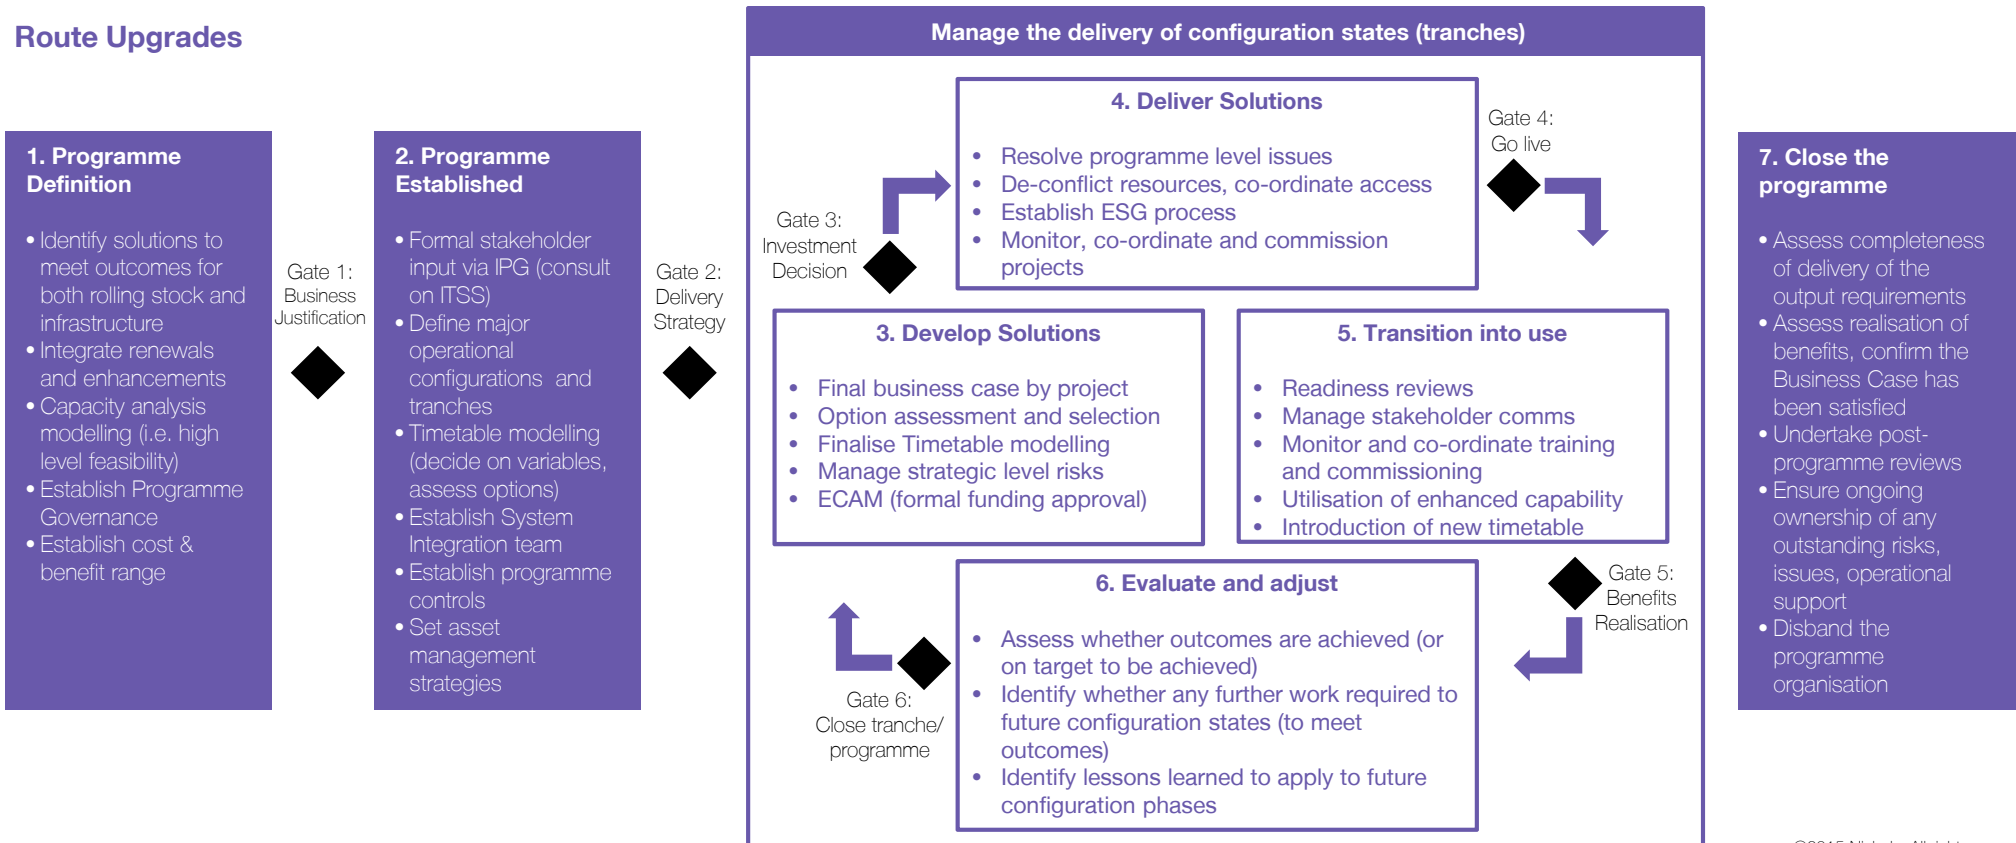 Route Upgrades
1. Programme
Definition
• Identify solutions to
meet outcomes for
both rolling stock and
infrastructure
• Integrate renewals
and enhancements
• Capacity analysis
modelling (i.e. high
level feasibility)
• Establish Programme
Governance
• Establish cost &
benefit range
Gate 1:
Business
Justification
2. Programme
Established
• Formal stakeholder
input via IPG (consult
on ITSS)
• Define major
operational
configurations and
tranches
• Timetable modelling
(decide on variables,
assess options)
• Establish System
Integration team
• Establish programme
controls
• Set asset
management
strategies
Gate 2:
Delivery
Strategy
Manage the delivery of configuration states (tranches)
Gate 3:
Investment
Decision
4. Deliver Solutions
• Resolve programme level issues
• De-conflict resources, co-ordinate access
• Establish ESG process
• Monitor, co-ordinate and commission
projects
Gate 4:
Go live
3. Develop Solutions
• Final business case by project
• Option assessment and selection
• Finalise Timetable modelling
• Manage strategic level risks
• ECAM (formal funding approval)
5. Transition into use
• Readiness reviews
• Manage stakeholder comms
• Monitor and co-ordinate training
and commissioning
• Utilisation of enhanced capability
• Introduction of new timetable
Gate 5:
Benefits
Realisation
6. Evaluate and adjust
• Assess whether outcomes are achieved (or
on target to be achieved)
• Identify whether any further work required to
future configuration states (to meet
outcomes)
• Identify lessons learned to apply to future
configuration phases
Gate 6:
Close tranche/
programme
7. Close the
programme
• Assess completeness
of delivery of the
output requirements
• Assess realisation of
benefits, confirm the
Business Case has
been satisfied
• Undertake post-
programme reviews
• Ensure ongoing
ownership of any
outstanding risks,
issues, operational
support
• Disband the
programme
organisation